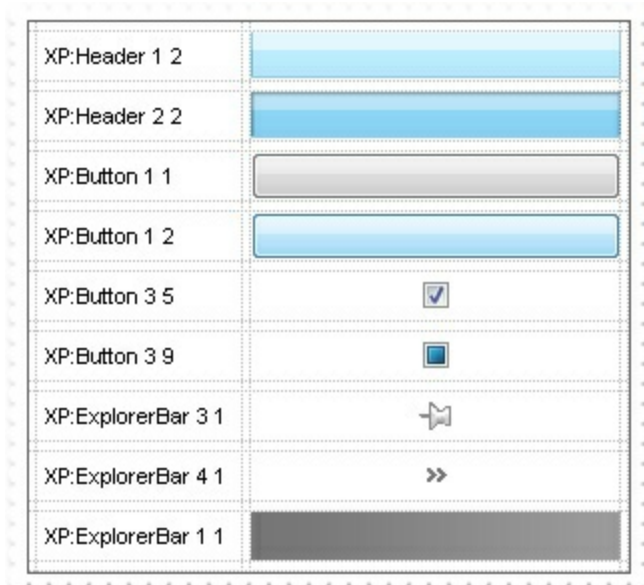 XP:Header 1 2
XP:Header 2 2
XP:Button 1 1
XP:Button 1 2
XP:Button 3 5
XP:Button 3 9
XP:ExplorerBar 3 1
XP:ExplorerBar 4 1
XP:ExplorerBar 1 1